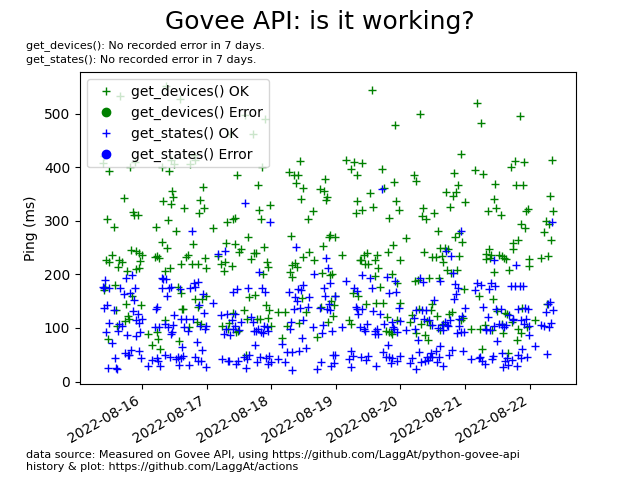 Govee API: is it working?
get_devices(): No recorded error in 7 days.
get_states(): No recorded error in 7 days.
get_devices() OK
get_devices() Error
get_states() OK
get_states() Error
Ping (ms)
500
400
300
200
100
0
2022-08-16
2022-08-17
2022-08-18
2022-08-19
2022-08-20
2022-08-21
2022-08-22
data source: Measured on Govee API, using https://github.com/LaggAt/python-govee-api
history & plot: https://github.com/LaggAt/actions